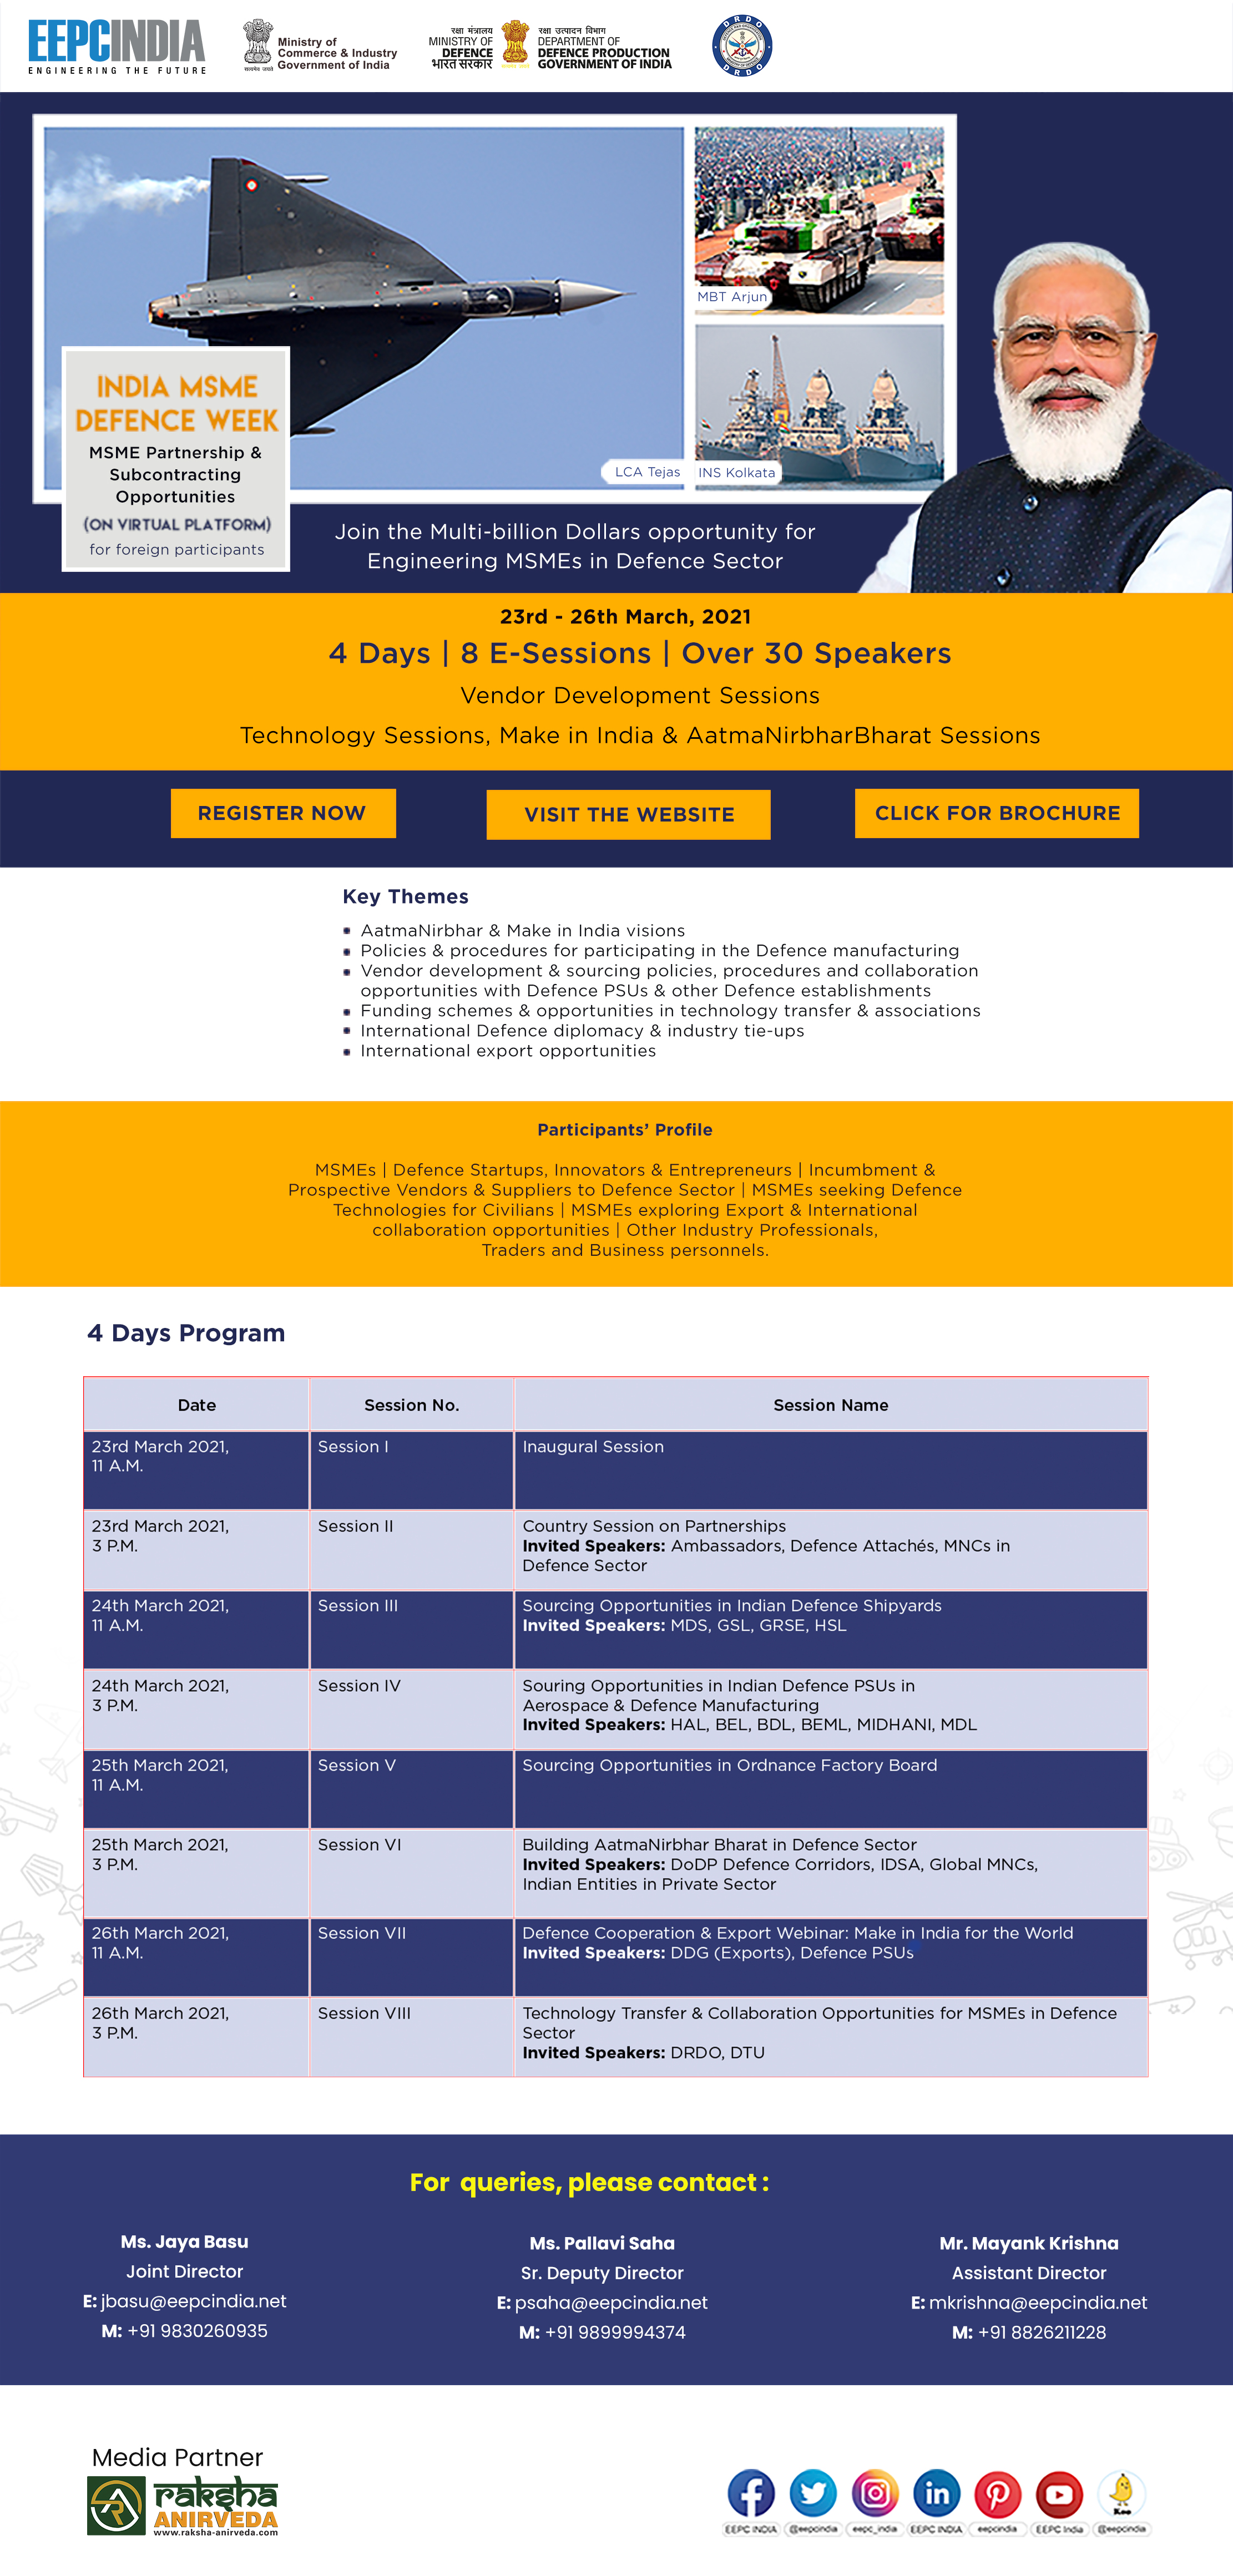 EEPCINDIA
ENGINEERING THE FUTURE
सत्यमेव जयते
Ministry of
Commerce & Industry
Government of India
रक्षा मंत्रालय
MINISTRY OF
DEFENCE
भारत सरकार
रक्षा उत्पादन विभाग
DEPARTMENT OF
DEFENCE PRODUCTION
GOVERNMENT OF INDIA
DRDO
DRDO
MBT Arjun
LCA Tejas
INS Kolkata
INDIA MSME
DEFENCE WEEK
MSME Partnership &
Subcontracting
Opportunities
(ON VIRTUAL PLATFORM)
for foreign participants
Join the Multi-billion Dollars opportunity for
Engineering MSMEs in Defence Sector
23rd - 26th March, 2021
4 Days | 8 E-Sessions | Over 30 Speakers
Vendor Development Sessions
Technology Sessions, Make in India & AatmaNirbharBharat Sessions
REGISTER NOW
VISIT THE WEBSITE
CLICK FOR BROCHURE
Key Themes
AatmaNirbhar & Make in India visions
Policies & procedures for participating in the Defence manufacturing
Vendor development & sourcing policies, procedures and collaboration
opportunities with Defence PSUs & other Defence establishments
Funding schemes & opportunities in technology transfer & associations
International Defence diplomacy & industry tie-ups
International export opportunities
Participants' Profile
MSMEs | Defence Startups, Innovators & Entrepreneurs | Incumbment &
Prospective Vendors & Suppliers to Defence Sector | MSMEs seeking Defence
Technologies for Civilians | MSMEs exploring Export & International
collaboration opportunities | Other Industry Professionals,
Traders and Business personnels.
4 Days Program
Date
Session No.
Session Name
23rd March 2021,
11 A.M.
Session I
Inaugural Session
23rd March 2021,
3 P.M.
Session II
Country Session on Partnerships
Invited Speakers: Ambassadors, Defence Attachés, MNCs in
Defence Sector
24th March 2021,
11 A.M.
Session III
Sourcing Opportunities in Indian Defence Shipyards
Invited Speakers: MDS, GSL, GRSE, HSL
24th March 2021,
3 P.M.
Session IV
Souring Opportunities in Indian Defence PSUs in
Aerospace & Defence Manufacturing
Invited Speakers: HAL, BEL, BDL, BEML, MIDHANI, MDL
25th March 2021,
11 A.M.
Session V
Sourcing Opportunities in Ordnance Factory Board
25th March 2021,
3 P.M.
Session VI
Building AatmaNirbhar Bharat in Defence Sector
Invited Speakers: DoDP Defence Corridors, IDSA, Global MNCs,
Indian Entities in Private Sector
26th March 2021,
11 A.M.
Session VII
Defence Cooperation & Export Webinar: Make in India for the World
Invited Speakers: DDG (Exports), Defence PSUs
26th March 2021,
3 P.M.
Session VIII
Technology Transfer & Collaboration Opportunities for MSMEs in Defence
Sector
Invited Speakers: DRDO, DTU
For queries, please contact :
Ms. Jaya Basu
Joint Director
E: jbasu@eepcindia.net
M: +91 9830260935
Ms. Pallavi Saha
Sr. Deputy Director
E: psaha@eepcindia.net
M: +91 9899994374
Mr. Mayank Krishna
Assistant Director
E: mkrishna@eepcindia.net
M: +91 8826211228
Media Partner
raksha
ANIRVEDA
www.raksha-anirveda.com
Koo
EEPC INDIA
@eepcindia
eepc_india
EEPC INDIA
eepcindia
EEPC India
@eepcindia